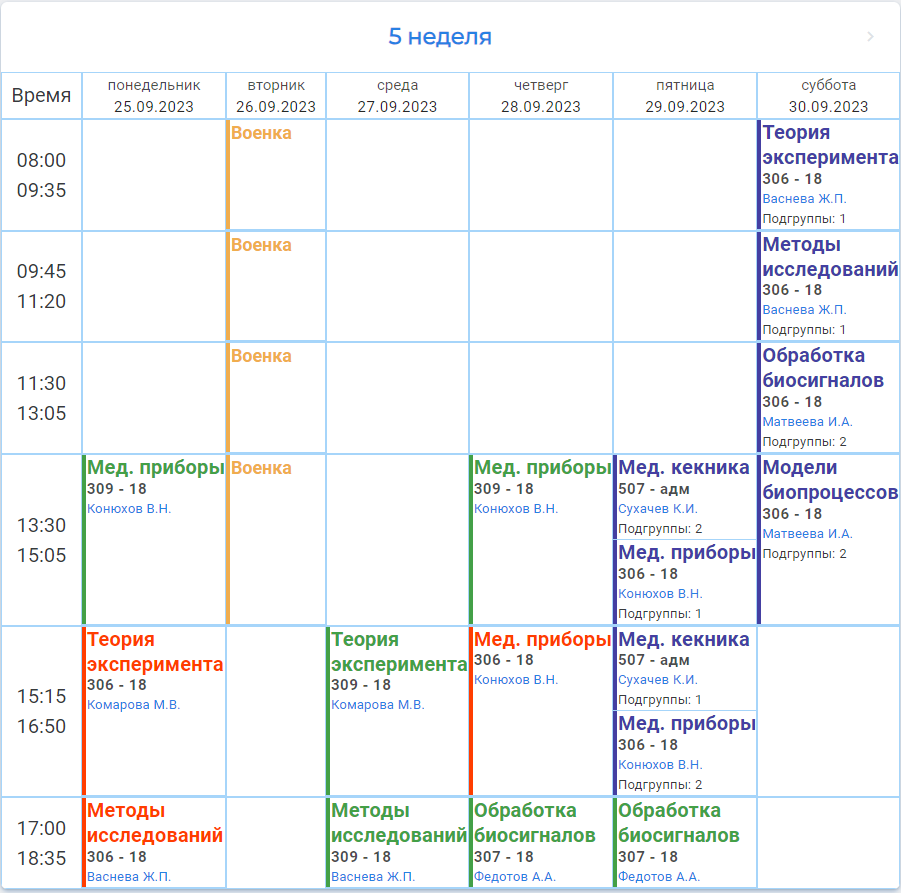 5 неделя
Время
понедельник
25.09.2023
вторник
26.09.2023
среда
27.09.2023
четверг
28.09.2023
пятница
29.09.2023
суббота
30.09.2023
08:00
09:35
Военка
Теория
эксперимента
306 - 18
Васнева Ж.П.
Подгруппы: 1
09:45
11:20
Военка
Методы
исследований
306 - 18
Васнева Ж.П.
Подгруппы: 1
11:30
13:05
Военка
Обработка
биосигналов
306 - 18
Матвеева И.А.
Подгруппы: 2
13:30
15:05
Мед. приборы
309 - 18
Конюхов В.Н.
Военка
Мед. приборы
309 - 18
Конюхов В.Н.
Мед. кекника
507 - адм
Сухачев К.И.
Подгруппы: 2
Мед. приборы
306 - 18
Конюхов В.Н.
Подгруппы: 1
Модели
биопроцессов
306 - 18
Матвеева И.А.
Подгруппы: 2
15:15
16:50
Теория
эксперимента
306 - 18
Комарова М.В.
Теория
эксперимента
309 - 18
Комарова М.В.
Мед. приборы
306 - 18
Конюхов В.Н.
Мед. кекника
507 - адм
Сухачев К.И.
Подгруппы: 1
Мед. приборы
306 - 18
Конюхов В.Н.
Подгруппы: 2
17:00
18:35
Методы
исследований
306 - 18
Васнева Ж.П.
Методы
исследований
309 - 18
Васнева Ж.П.
Обработка
биосигналов
307 - 18
Федотов А.А.
Обработка
биосигналов
307 - 18
Федотов А.А.